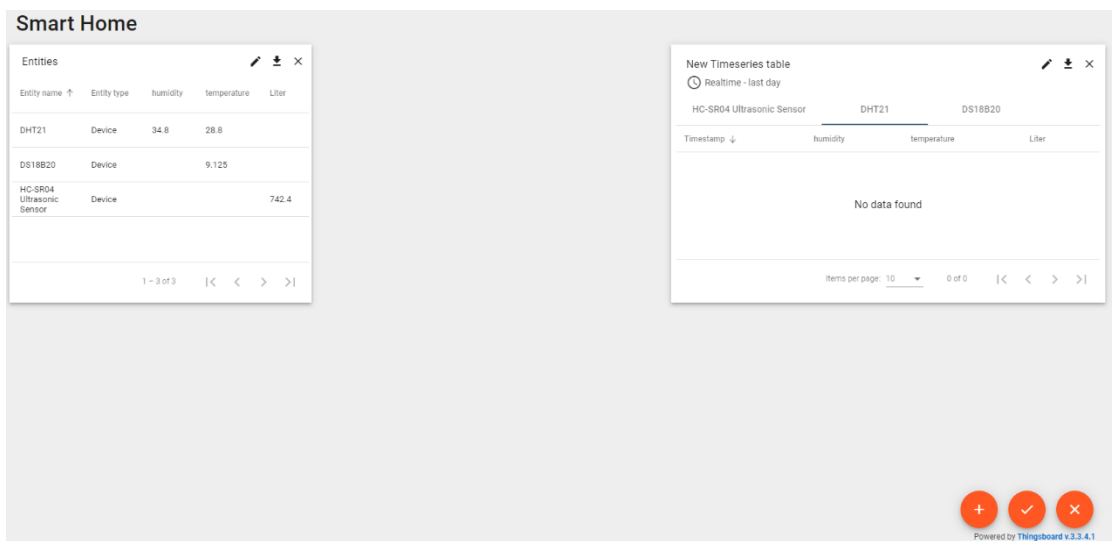 Smart Home
Entities
Entity name ↑ Entity type humidity temperature Liter
DHT21 Device 34.8 28.8
DS18B20 Device 9.125
HC-SR04
Ultrasonic
Sensor
Device 742.4
1 – 3 of 3
New Timeseries table
Realtime - last day
HC-SR04 Ultrasonic Sensor DHT21 DS18B20
Timestamp ↓ humidity temperature Liter
No data found
Items per page: 10 0 of 0
Powered by Thingsboard v.3.3.4.1